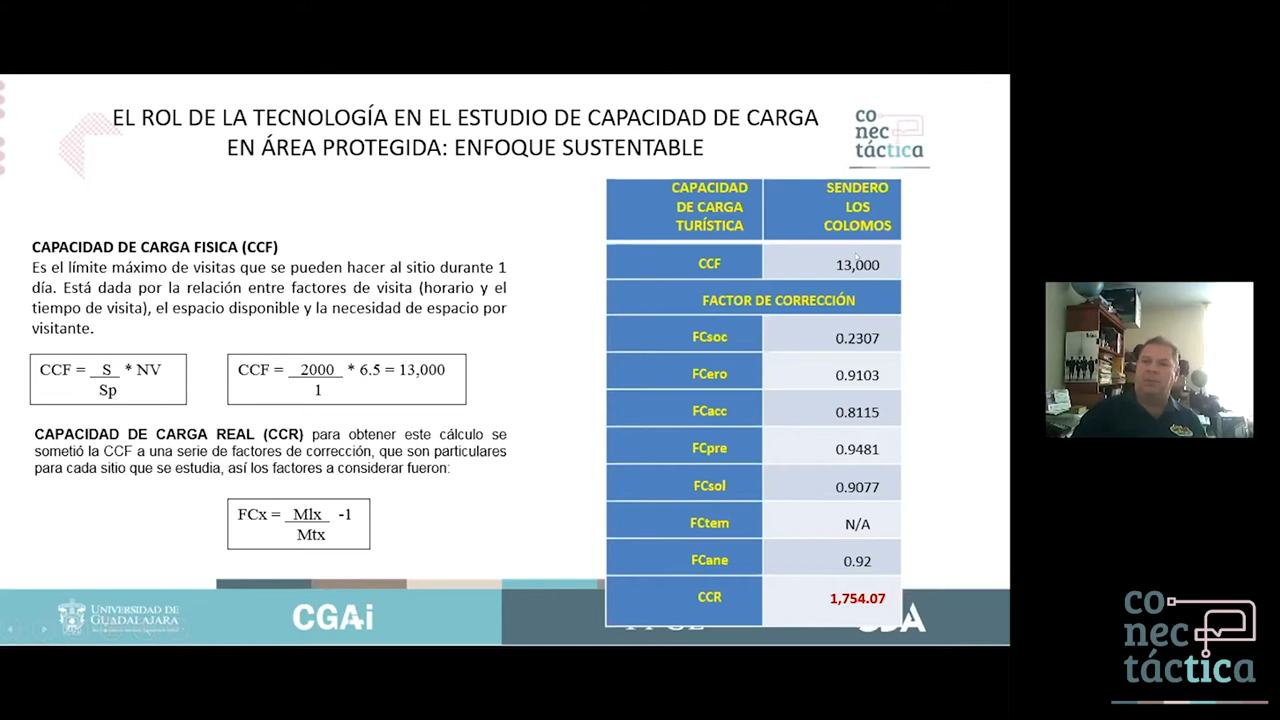 EL ROL DE LA TECNOLOGÍA EN EL ESTUDIO DE CAPACIDAD DE CARGA
EN ÁREA PROTEGIDA: ENFOQUE SUSTENTABLE
co
nec
táctica
CAPACIDAD DE CARGA FISICA (CCF)
Es el límite máximo de visitas que se pueden hacer al sitio durante 1
día. Está dada por la relación entre factores de visita (horario y el
tiempo de visita), el espacio disponible y la necesidad de espacio por
visitante.
CCF = S * NV
Sp
CCF = 2000 * 6.5 = 13,000
1
CAPACIDAD DE CARGA REAL (CCR) para obtener este cálculo se
sometió la CCF a una serie de factores de corrección, que son particulares
para cada sitio que se estudia, así los factores a considerar fueron:
FCx = Mlx -1
Mtx
CAPACIDAD
DE CARGA
TURÍSTICA
SENDERO
LOS
COLOMOS
CCF 13,000
FACTOR DE CORRECCIÓN
FCsoc 0.2307
FCero 0.9103
FCacc 0.8115
FCpre 0.9481
FCsol 0.9077
FCtem N/A
FCane 0.92
CCR 1,754.07
UNIVERSIDAD DE
GUADALAJARA
CGAi
co
nec
táctica